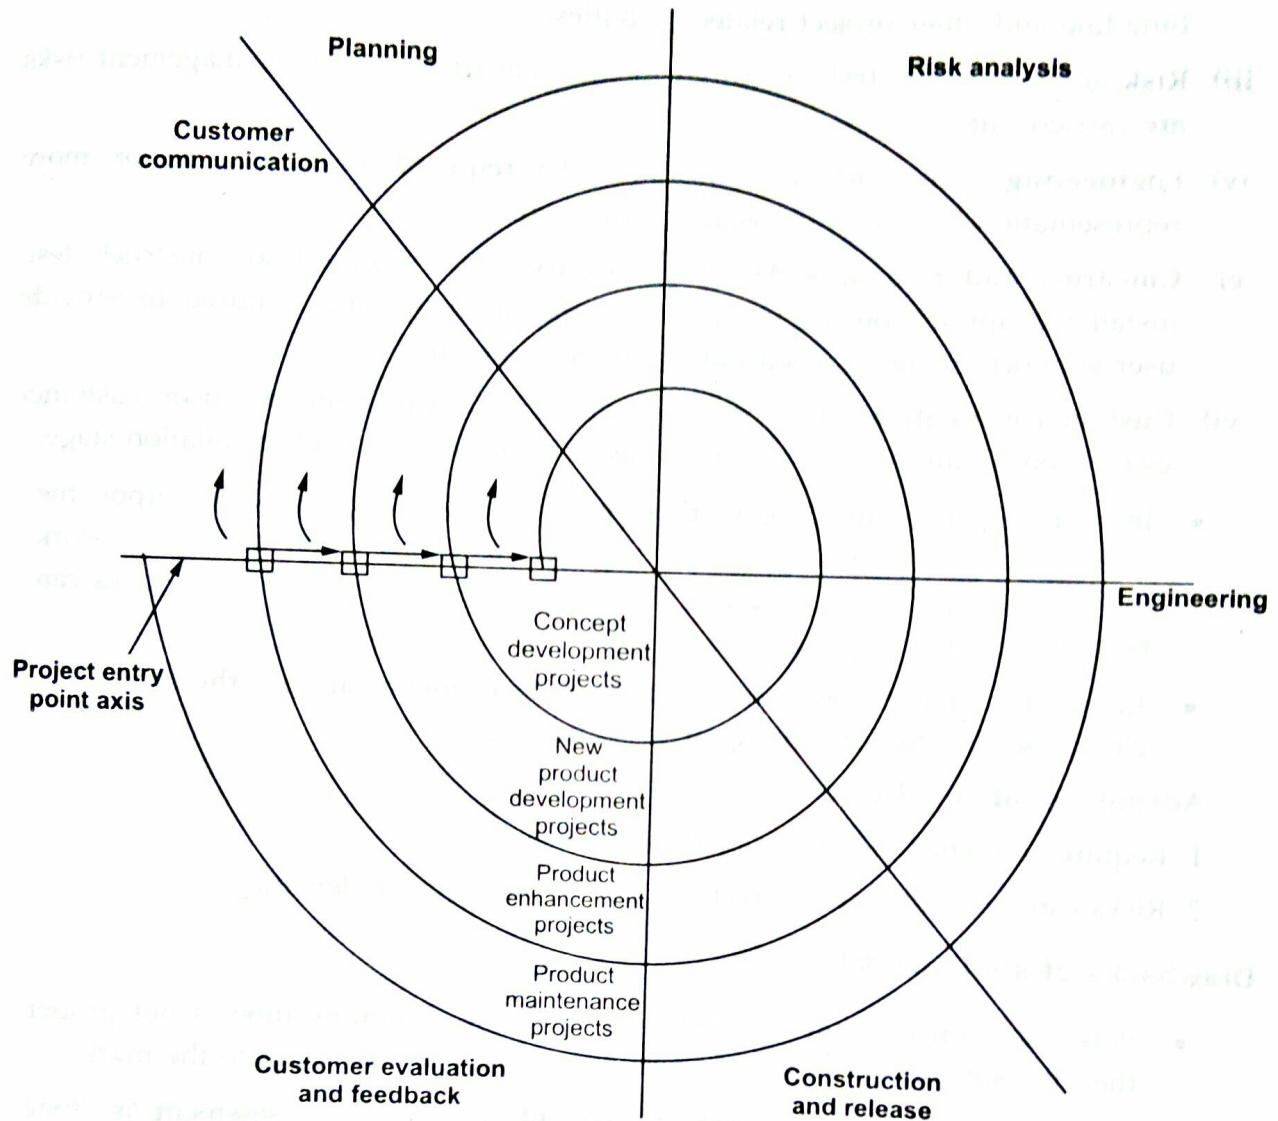 Planning
Risk analysis
Customer
communication
Engineering
Project entry
point axis
Concept
development
projects
New
product
development
projects
Product
enhancement
projects
Product
maintenance
projects
Customer evaluation
and feedback
Construction
and release